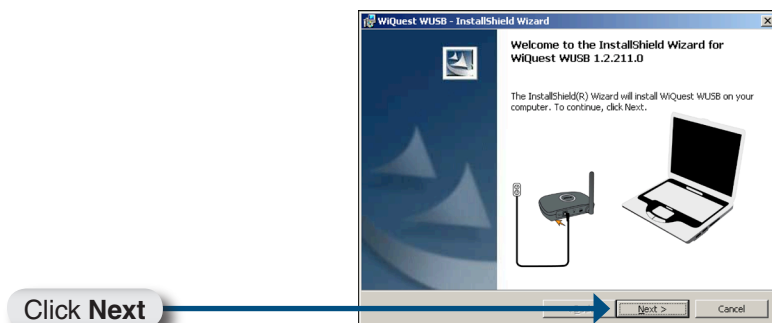 WiQuest WUSB - InstallShield Wizard
Welcome to the InstallShield Wizard for
WiQuest WUSB 1.2.211.0
The InstallShield(R) Wizard will install WiQuest WUSB on your
computer. To continue, click Next.
Click Next
Next >
Cancel